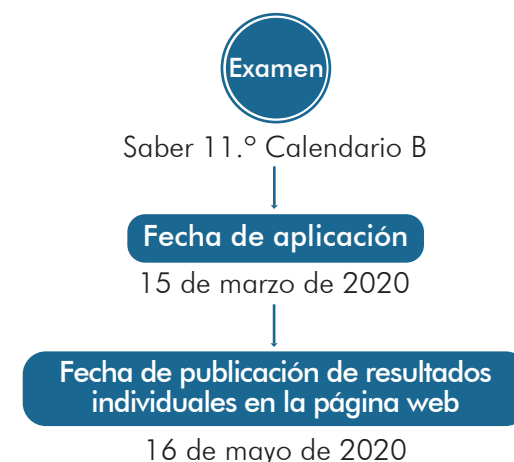 Examen
Saber 11.º Calendario B
Fecha de aplicación
15 de marzo de 2020
Fecha de publicación de resultados
individuales en la página web
16 de mayo de 2020